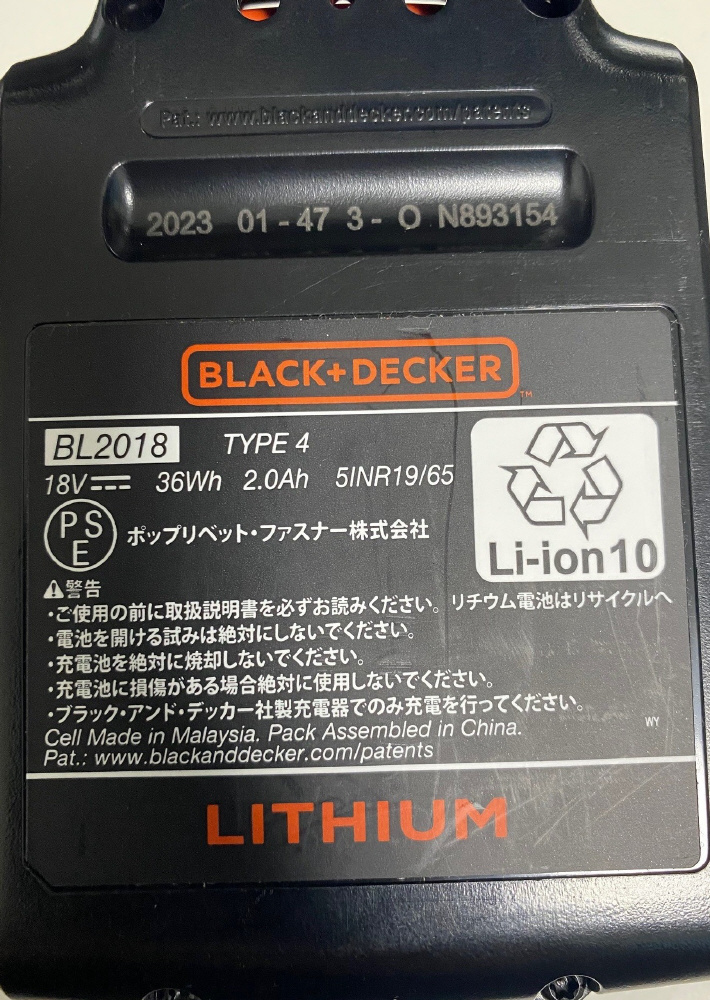 Pat.: www.blackanddecker.com/patents
2023 01-47 3- O N893154
BLACK+DECKER™
BL2018 TYPE 4
18V⎓ 36Wh 2.0Ah 5INR19/65
PSE ポップリベット・ファスナー株式会社
Li-ion10
⚠警告
・ご使用の前に取扱説明書を必ずお読みください。 リチウム電池はリサイクルへ
・電池を開ける試みは絶対にしないでください。
・充電池を絶対に焼却しないでください。
・充電池に損傷がある場合絶対に使用しないでください。
・ブラック・アンド・デッカー社製充電器でのみ充電を行ってください。
Cell Made in Malaysia. Pack Assembled in China. WY
Pat.: www.blackanddecker.com/patents
LITHIUM